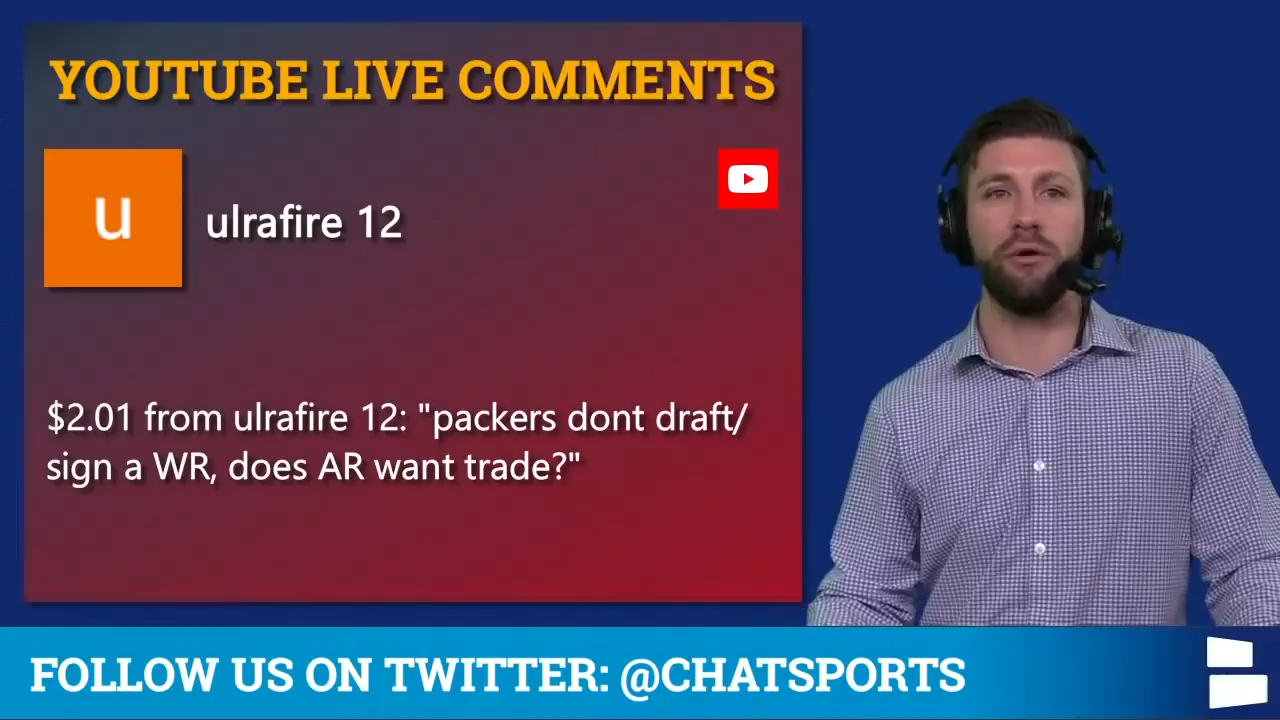 YOUTUBE LIVE COMMENTS
u
ulrafire 12
$2.01 from ulrafire 12: "packers dont draft/
sign a WR, does AR want trade?"
FOLLOW US ON TWITTER: @CHATSPORTS